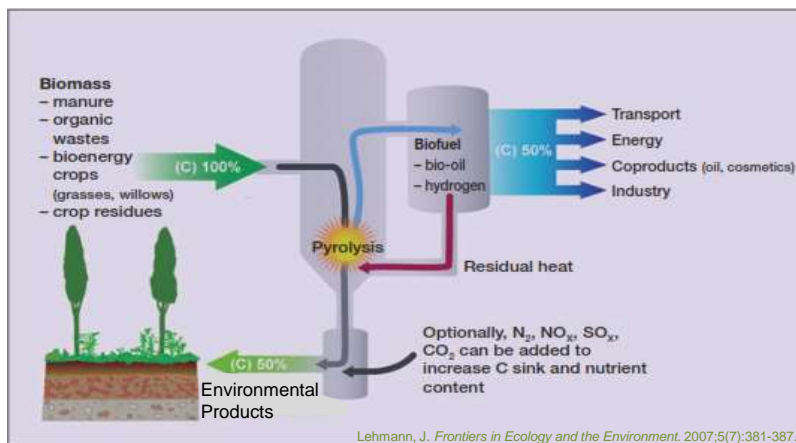 Biomass
– manure
– organic
wastes
– bioenergy
crops
(grasses, willows)
– crop residues
(C) 100%
Pyrolysis
Biofuel
– bio-oil
– hydrogen
(C) 50%
Transport
Energy
Coproducts (oil, cosmetics)
Industry
Residual heat
Optionally, N₂, NOₓ, SOₓ,
CO₂ can be added to
increase C sink and nutrient
content
(C) 50%
Environmental
Products
Lehmann, J. Frontiers in Ecology and the Environment. 2007;5(7):381-387.